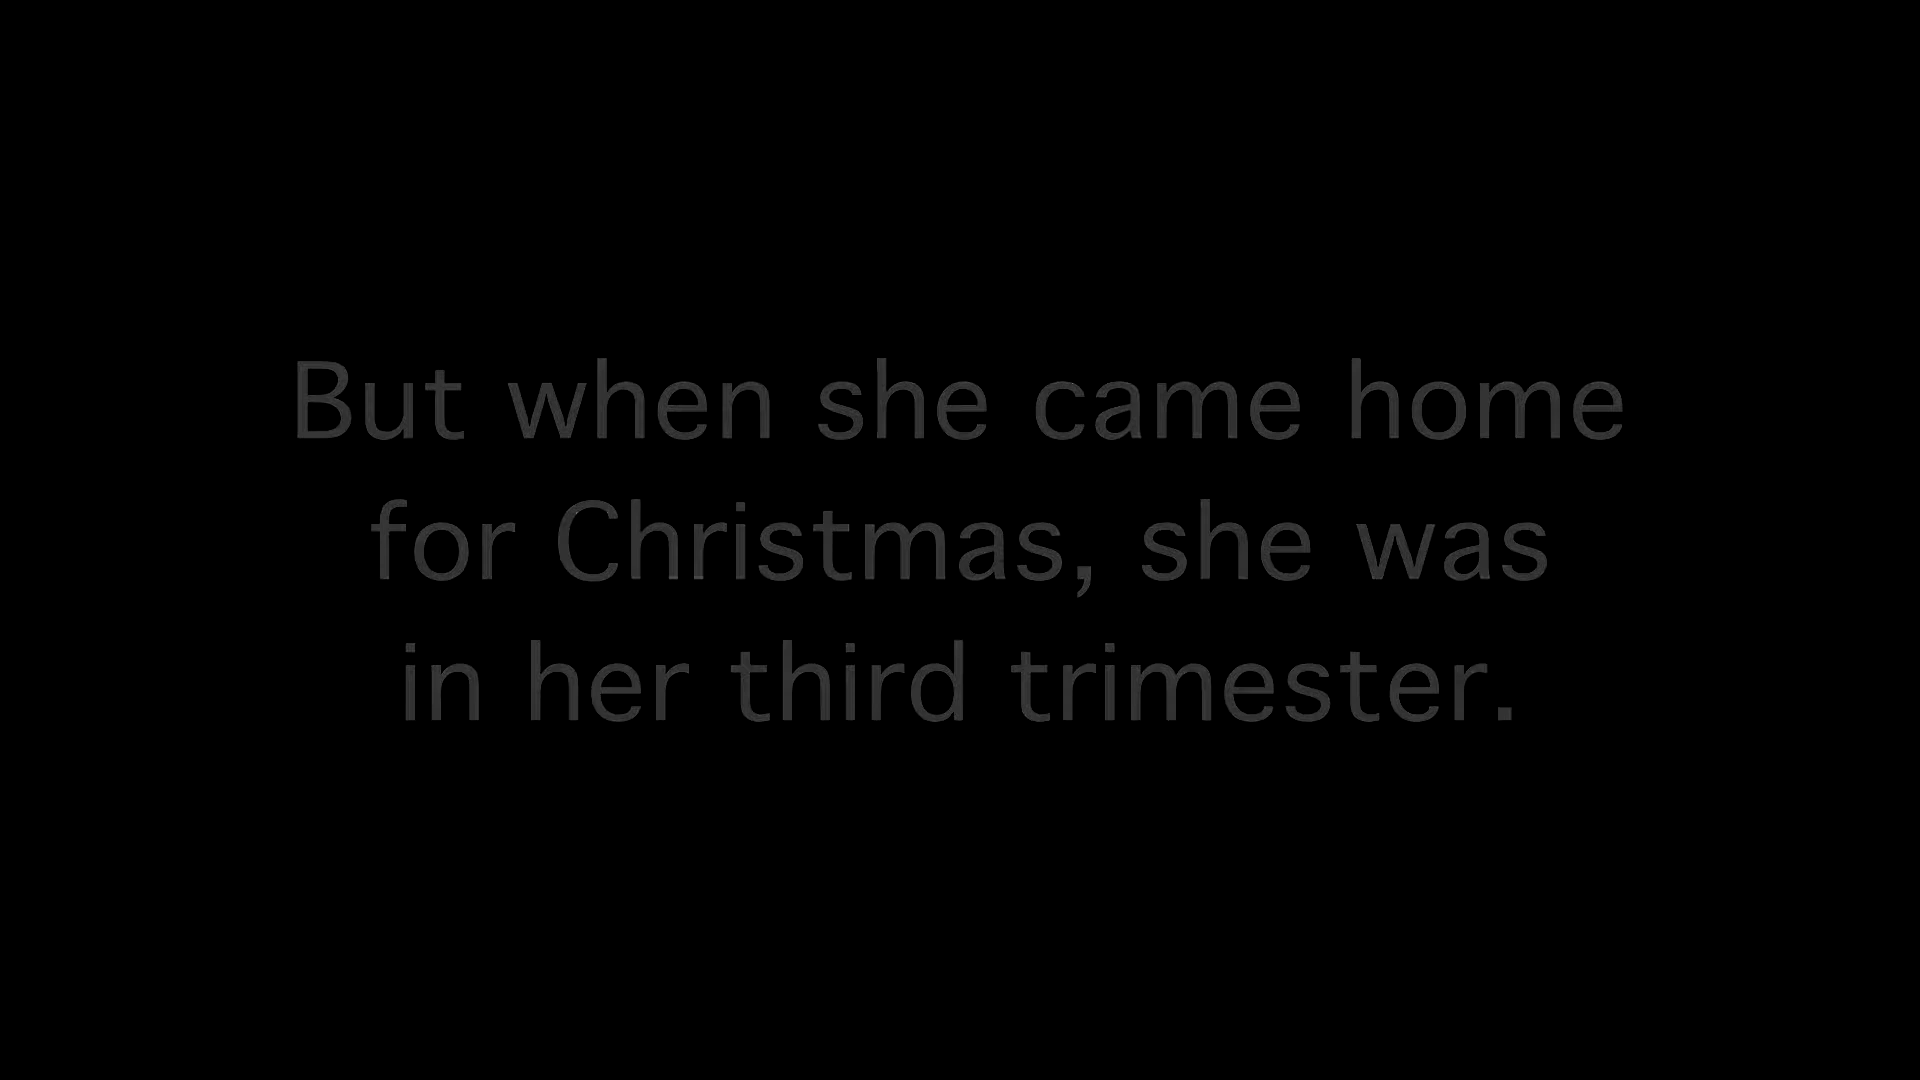 But when she came home
for Christmas, she was
in her third trimester.